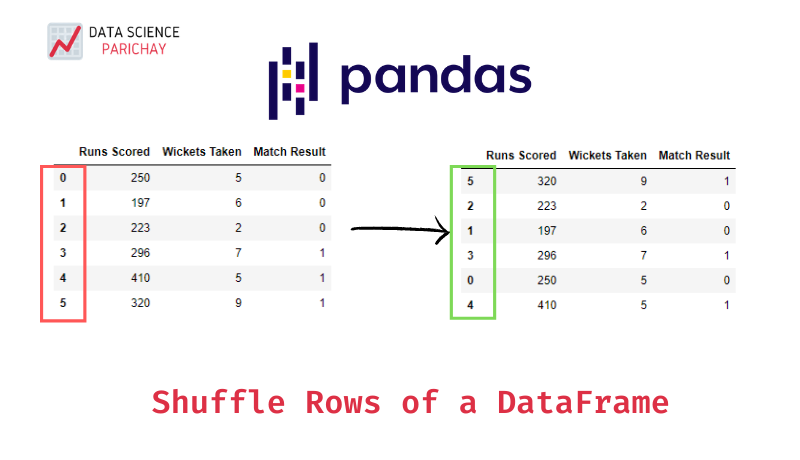 DATA SCIENCE
PARICHAY
pandas
Runs Scored Wickets Taken Match Result
0 250 5 0
1 197 6 0
2 223 2 0
3 296 7 1
4 410 5 1
5 320 9 1
Runs Scored Wickets Taken Match Result
5 320 9 1
2 223 2 0
1 197 6 0
3 296 7 1
0 250 5 0
4 410 5 1
Shuffle Rows of a DataFrame